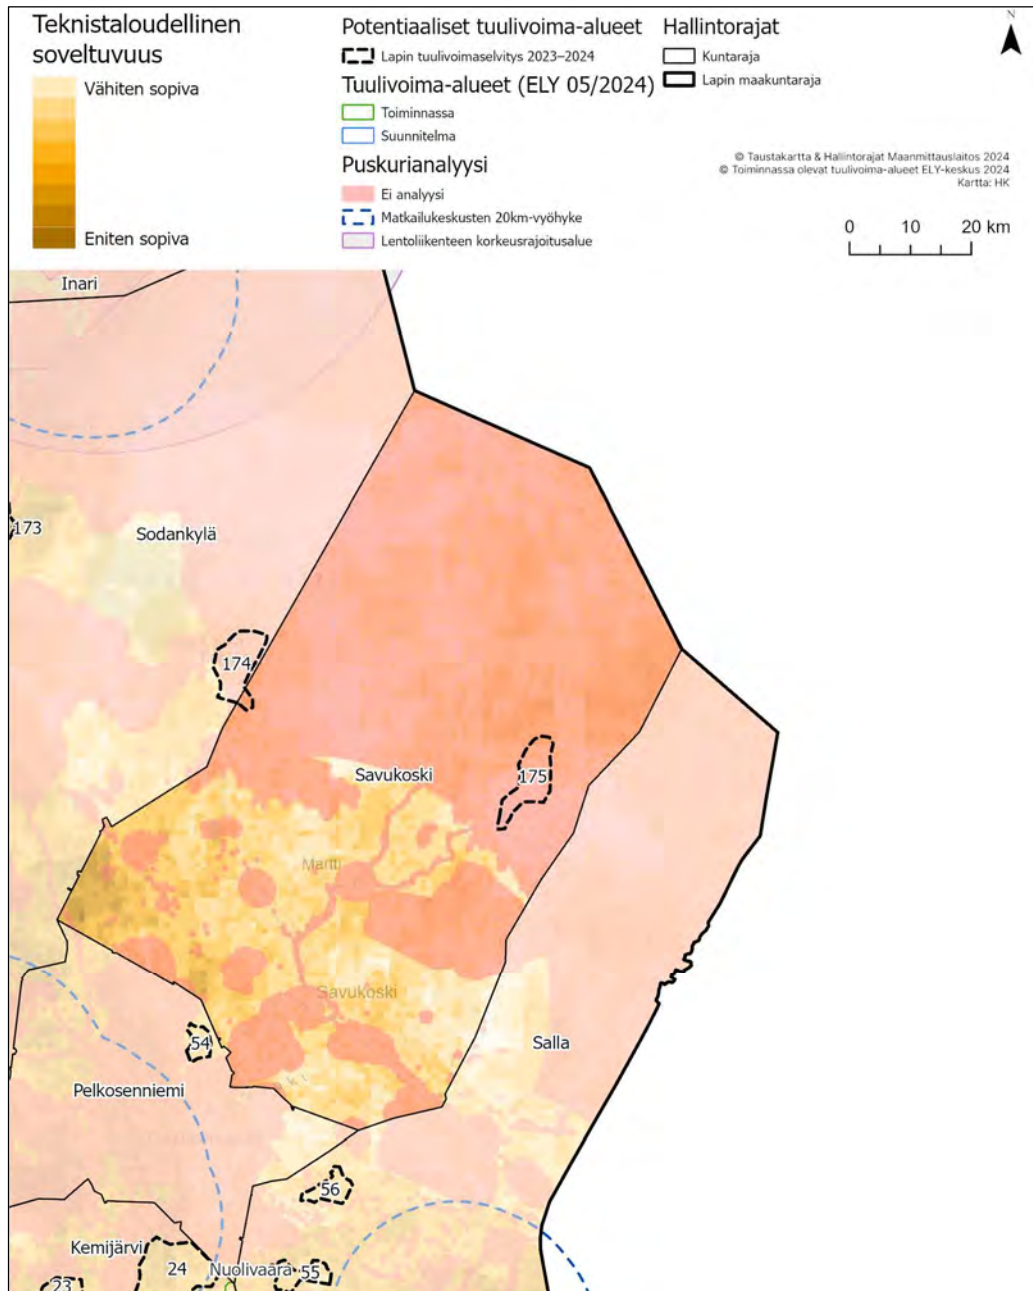 Teknistaloudellinen
soveltuvuus
Vähiten sopiva
Eniten sopiva
Potentiaaliset tuulivoima-alueet
Lapin tuulivoimaselvitys 2023–2024
Tuulivoima-alueet (ELY 05/2024)
Toiminnassa
Suunnitelma
Puskurianalyysi
Ei analyysi
Matkailukeskusten 20km-vyöhyke
Lentoliikenteen korkeusrajoitusalue
Hallintorajat
Kuntaraja
Lapin maakuntaraja
N
© Taustakartta & Hallintorajat Maanmittauslaitos 2024
© Toiminnassa olevat tuulivoima-alueet ELY-keskus 2024
Kartta: HK
0 10 20 km
Inari
173
Sodankylä
174
Savukoski
175
Martti
Savukoski
54
Salla
Pelkosenniemi
56
Kemijärvi
24
Nuolivaara
55
23